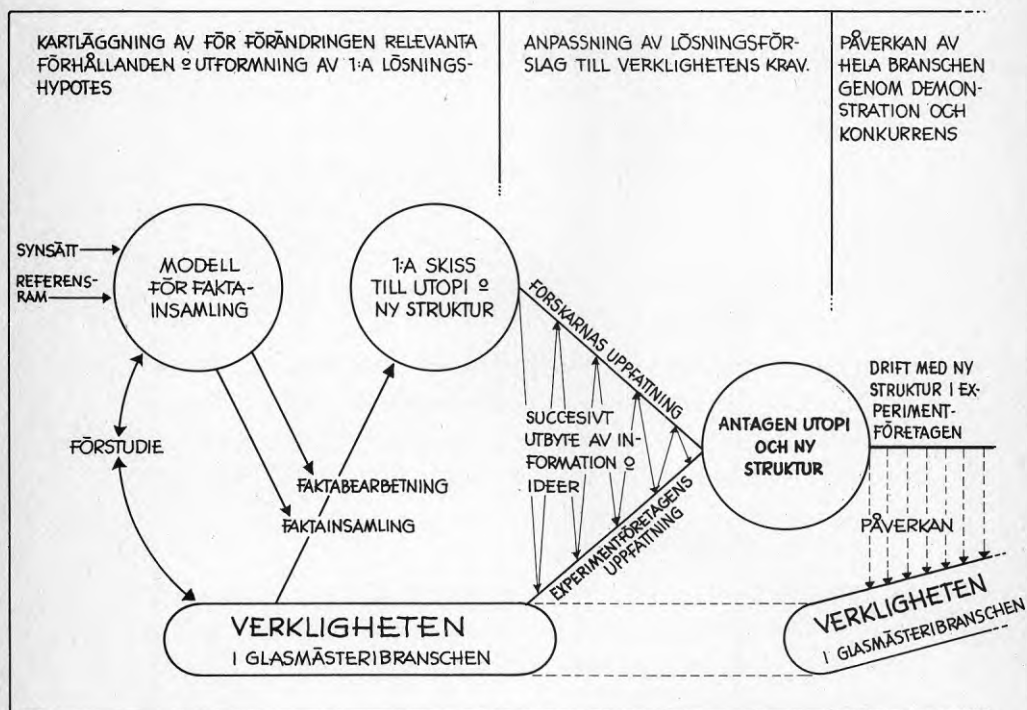 KARTLÄGGNING AV FÖR FÖRÄNDRINGEN RELEVANTA
FÖRHÅLLANDEN O UTFORMNING AV 1:A LÖSNINGS-
HYPOTES
ANPASSNING AV LÖSNINGSFÖR-
SLAG TILL VERKLIGHETENS KRAV.
PÅVERKAN AV
HELA BRANSCHEN
GENOM DEMON-
STRATION OCH
KONKURRENS
SYNSÄTT
REFERENS-
RAM
MODELL
FÖR FAKTA-
INSAMLING
1:A SKISS
TILL UTOPI O
NY STRUKTUR
FÖRSTUDIE
FAKTABEARBETNING
FAKTAINSAMLING
FORSKARNAS UPPFATTNING
SUCCESIVT
UTBYTE AV IN-
FORMATION O
IDEER
EXPERIMENTFÖRETAGENS
UPPFATTNING
ANTAGEN UTOPI
OCH NY
STRUKTUR
DRIFT MED NY
STRUKTUR I EX-
PERIMENT-
FÖRETAGEN
PÅVERKAN
VERKLIGHETEN
I GLASMÄSTERIBRANSCHEN
VERKLIGHETEN
I GLASMÄSTERIBRANSCHEN